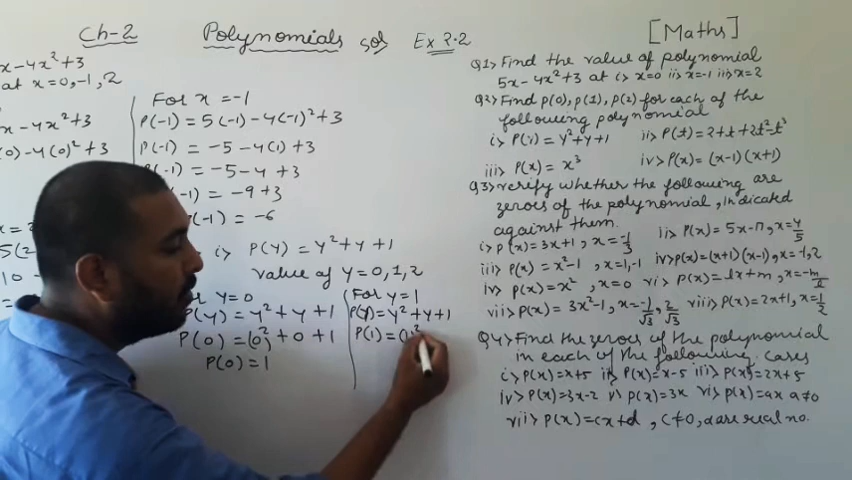 Ch-2
Polynomials sol Ex 2.2
[Maths]
x-4x²+3
at x=0,-1,2
x-4x²+3
(0)-4(0)²+3
5(2-
10
For x = -1
P(-1) = 5(-1)-4(-1)²+3
P(-1) = -5-4(1)+3
P(-1) = -5-4+3
(-1) = -9+3
(-1) = -6
i> P(y) = y²+y+1
value of y=0,1,2
or y=0
P(y) = y²+y+1
P(0) = (0)²+0+1
P(0)=1
For y=1
P(y)=y²+y+1
P(1)=(1)²
Q1> Find the value of polynomial
5x-4x²+3 at i> x=0 ii> x=-1 iii> x=2
Q2> Find p(0), p(1), p(2) for each of the
following polynomial
i> P(y) = y²+y+1 ii> P(t) = 2+t+2t²-t³
iii> P(x) = x³ iv> P(x) = (x-1)(x+1)
Q3> verify whether the following are
zeroes of the polynomial, indicated
against them.
i> P(x)=3x+1, x=-1/3 ii> P(x) = 5x-π, x=4/5
iii> P(x) = x²-1, x=1,-1 iv> P(x)=(x+1)(x-1), x=-1,2
v> P(x) = x², x=0 vi> P(x)=lx+m, x=-m/l
vii> P(x) = 3x²-1, x=-1/√3, 2/√3 viii> P(x)=2x+1, x=1/2
Q4> Find the zeroes of the polynomial
in each of the following cases
i> P(x)=x+5 ii> P(x)=x-5 iii> P(x)=2x+5
iv> P(x)=3x-2 v> P(x)=3x vi> P(x)=ax a≠0
vii> P(x)=cx+d, c≠0, d are real no.